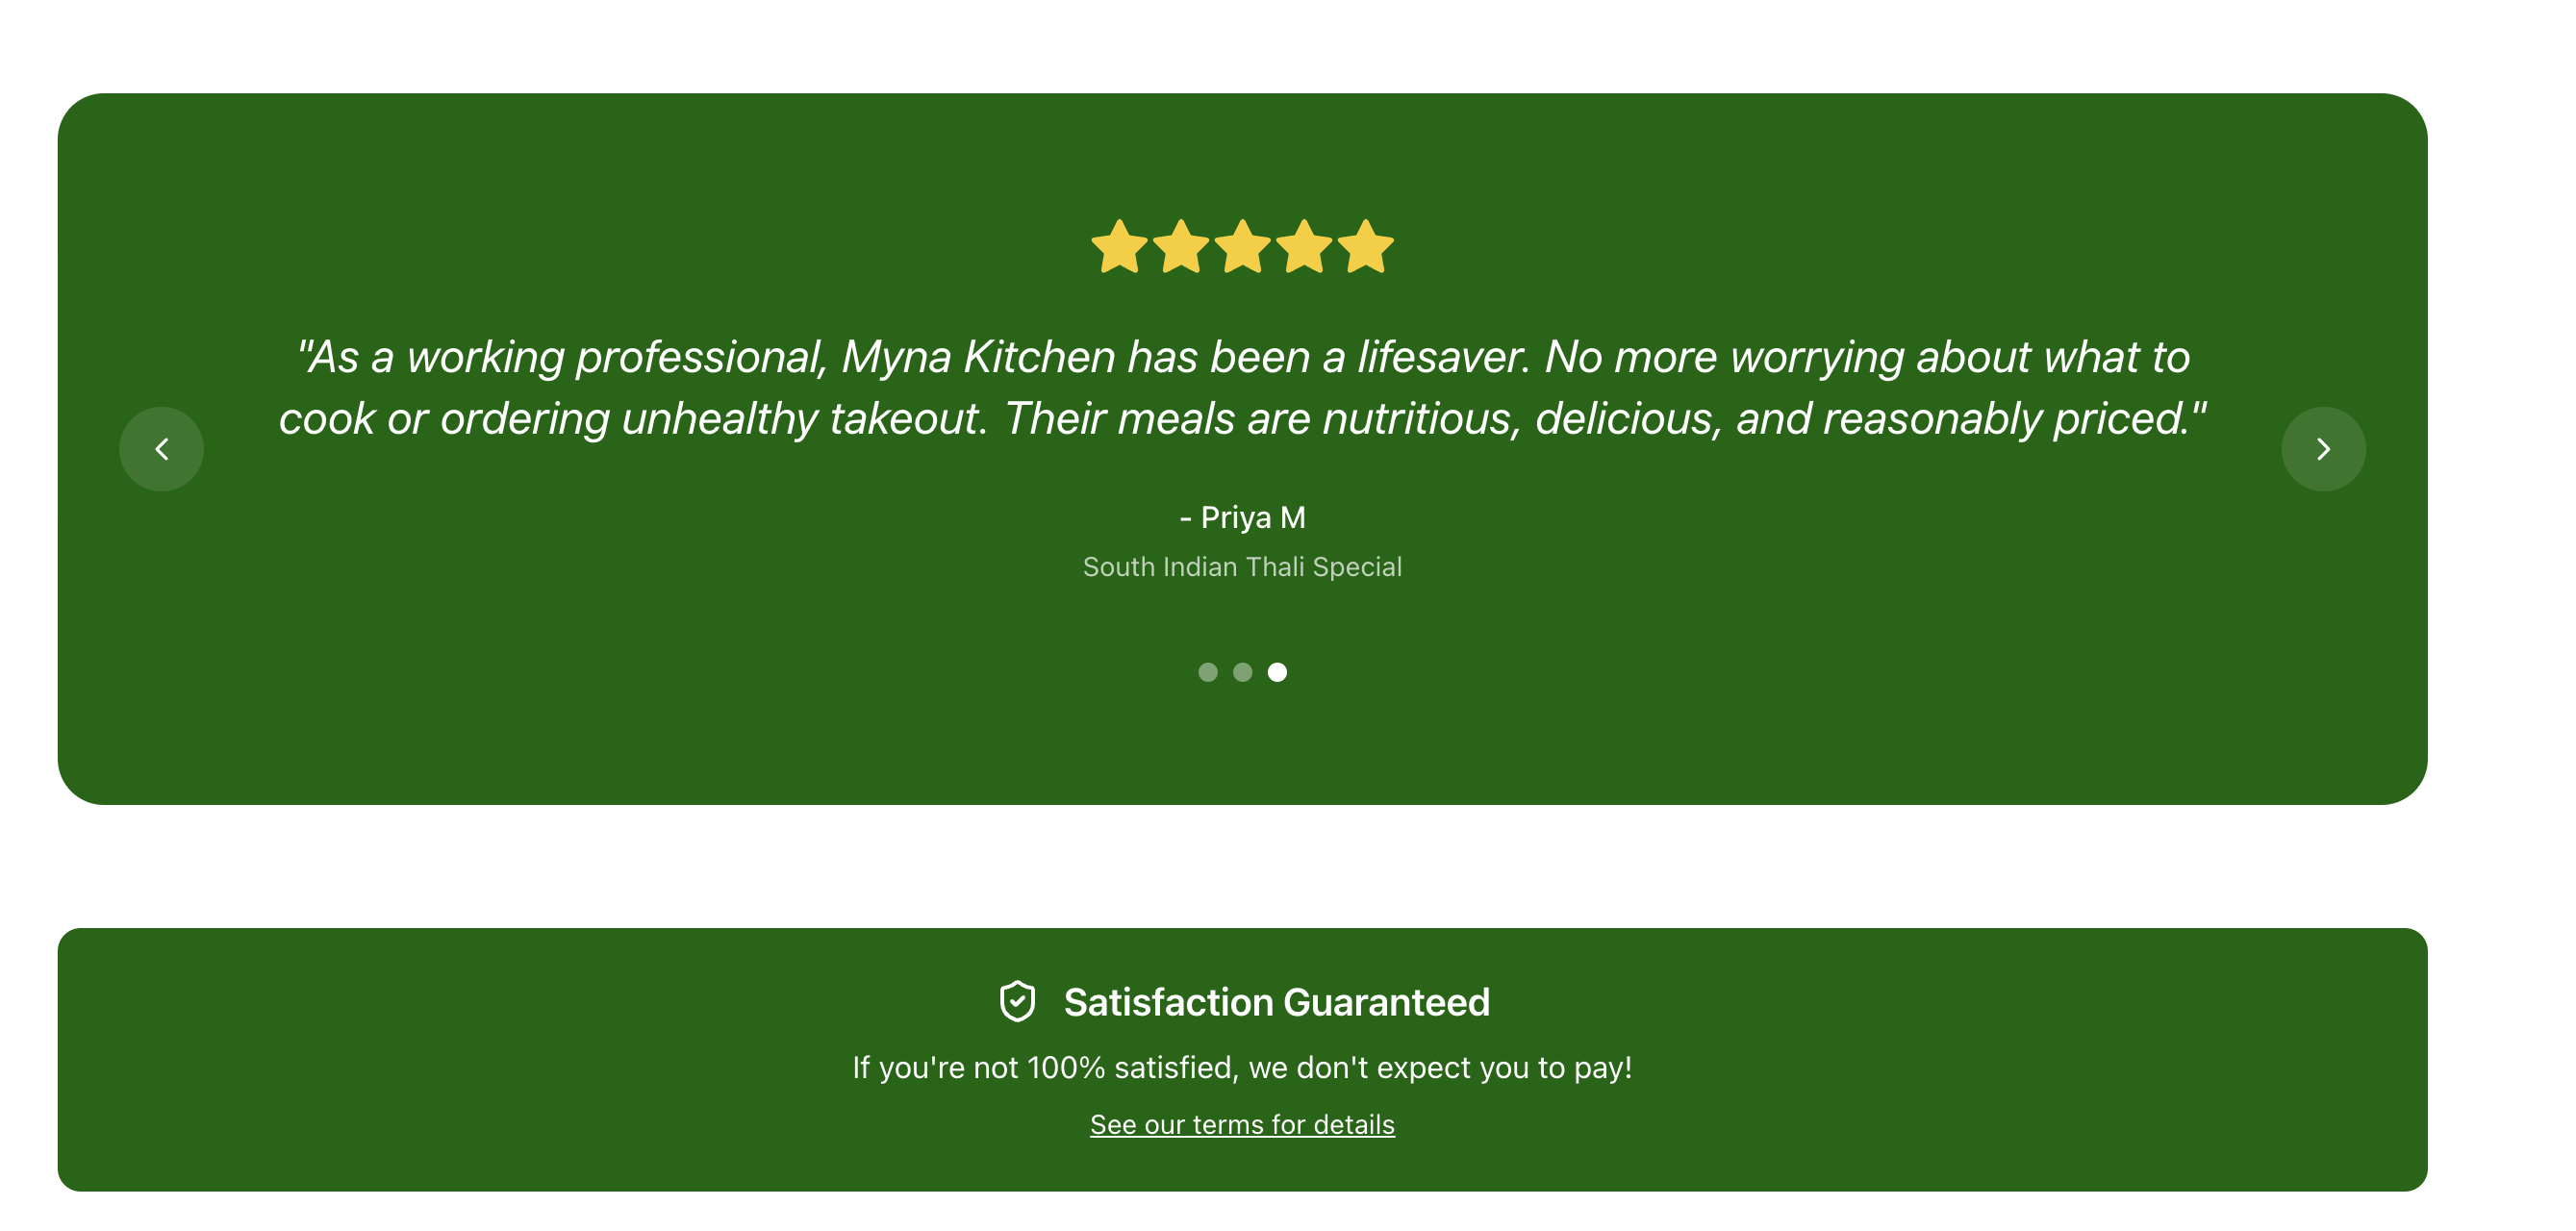 "As a working professional, Myna Kitchen has been a lifesaver. No more worrying about what to
cook or ordering unhealthy takeout. Their meals are nutritious, delicious, and reasonably priced."
- Priya M
South Indian Thali Special
Satisfaction Guaranteed
If you're not 100% satisfied, we don't expect you to pay!
See our terms for details